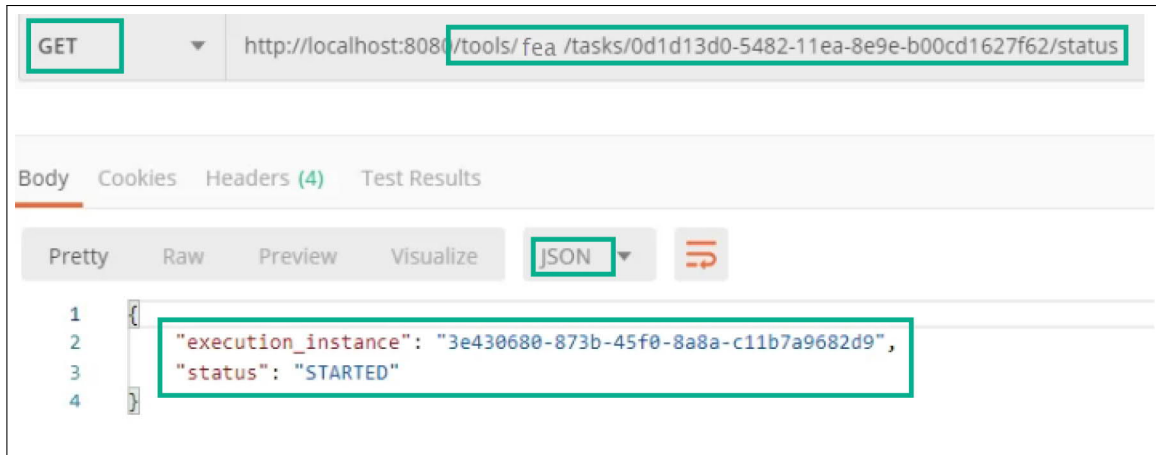 GET http://localhost:8080/tools/ fea /tasks/0d1d13d0-5482-11ea-8e9e-b00cd1627f62/status
Body Cookies Headers (4) Test Results
Pretty Raw Preview Visualize JSON
1 {
2 "execution_instance": "3e430680-873b-45f0-8a8a-c11b7a9682d9",
3 "status": "STARTED"
4 }